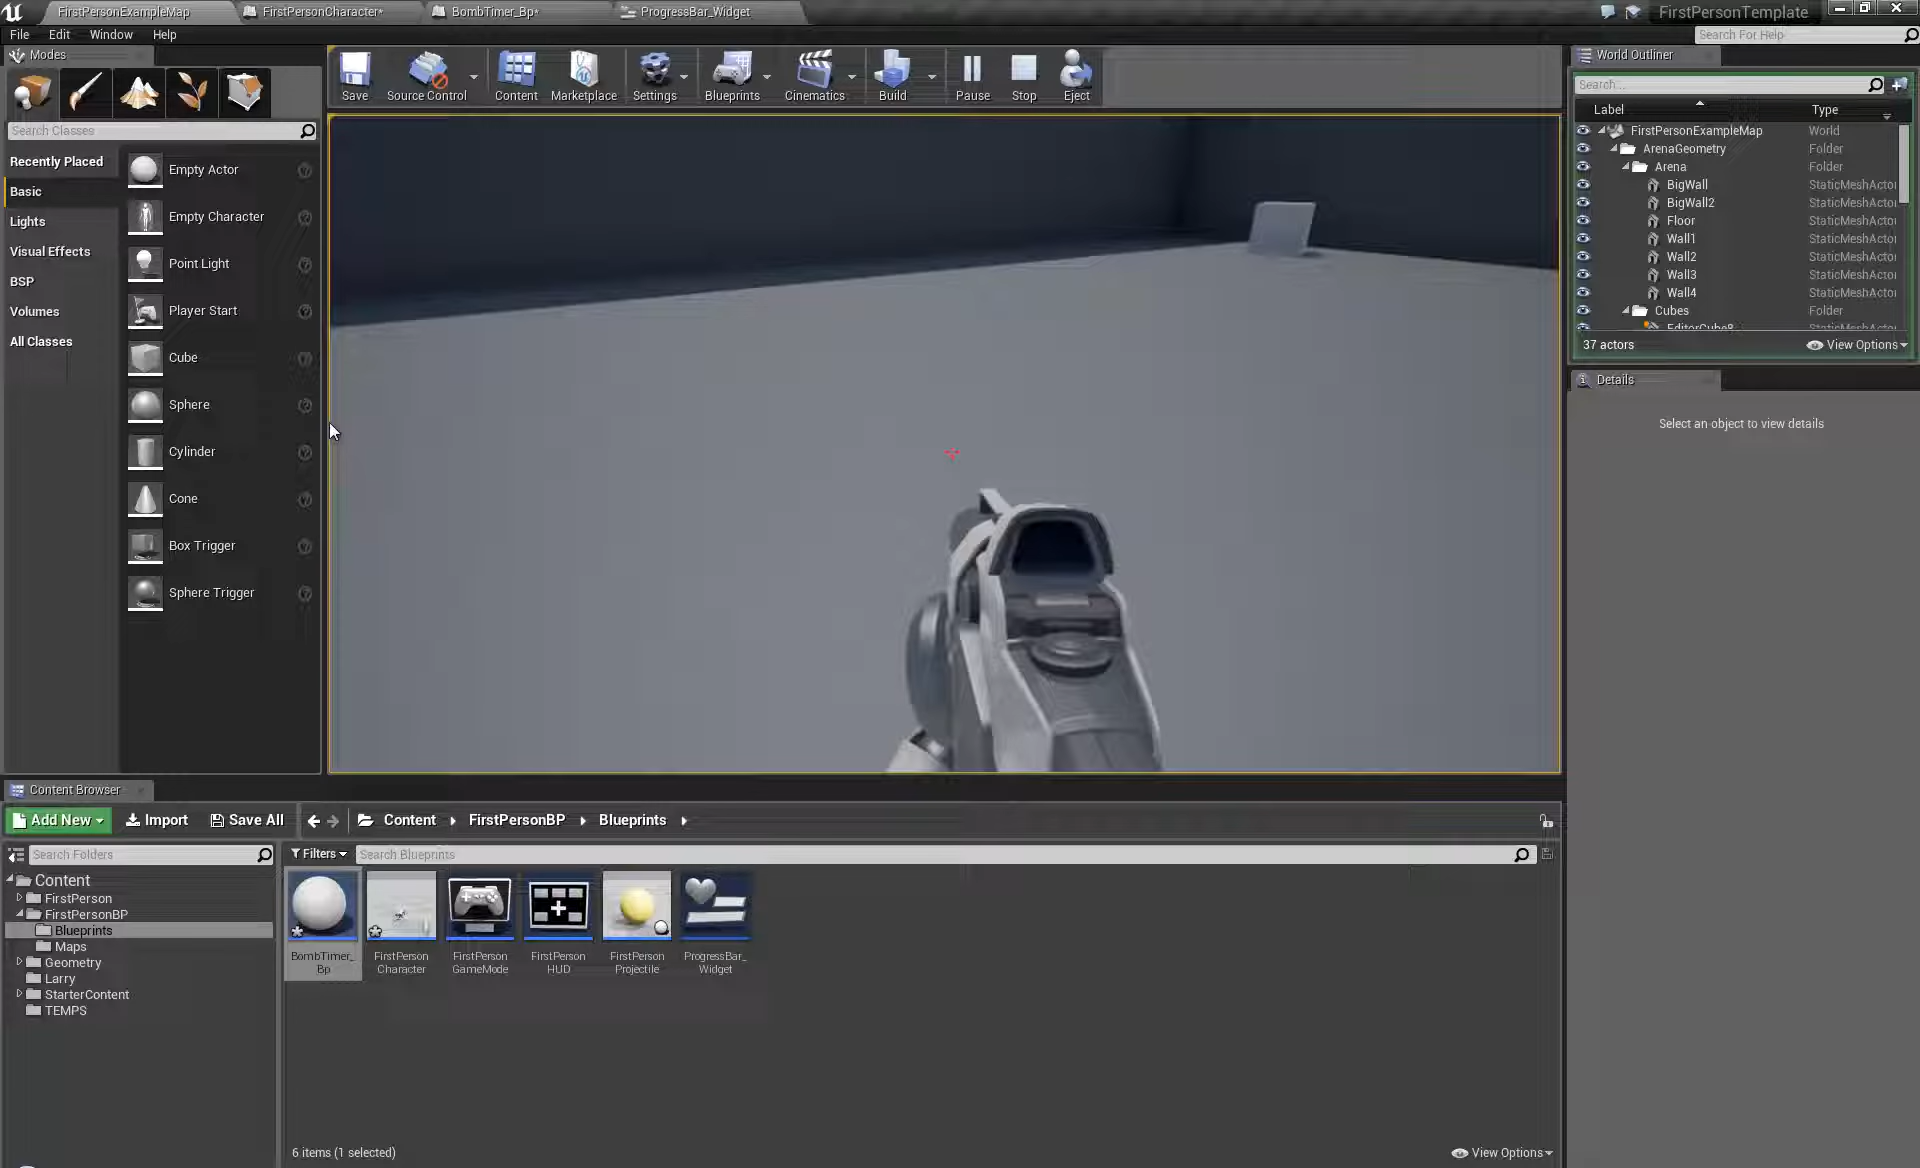 FirstPersonExampleMap
FirstPersonCharacter*
BombTimer_Bp*
ProgressBar_Widget
FirstPersonTemplate
File
Edit
Window
Help
Search For Help
Modes
Save
Source Control
Content
Marketplace
Settings
Blueprints
Cinematics
Build
Pause
Stop
Eject
Search Classes
Recently Placed
Basic
Lights
Visual Effects
BSP
Volumes
All Classes
Empty Actor
Empty Character
Point Light
Player Start
Cube
Sphere
Cylinder
Cone
Box Trigger
Sphere Trigger
World Outliner
Search...
Label
Type
FirstPersonExampleMap World
ArenaGeometry Folder
Arena Folder
BigWall StaticMeshActor
BigWall2 StaticMeshActor
Floor StaticMeshActor
Wall1 StaticMeshActor
Wall2 StaticMeshActor
Wall3 StaticMeshActor
Wall4 StaticMeshActor
Cubes Folder
EditorCube8 StaticMeshActor
37 actors
View Options
Details
Select an object to view details
Content Browser
Add New
Import
Save All
Content
FirstPersonBP
Blueprints
Search Folders
Filters
Search Blueprints
Content
FirstPerson
FirstPersonBP
Blueprints
Maps
Geometry
Larry
StarterContent
TEMPS
BombTimer_
Bp
FirstPerson
Character
FirstPerson
GameMode
FirstPerson
HUD
FirstPerson
Projectile
ProgressBar_
Widget
6 items (1 selected)
View Options